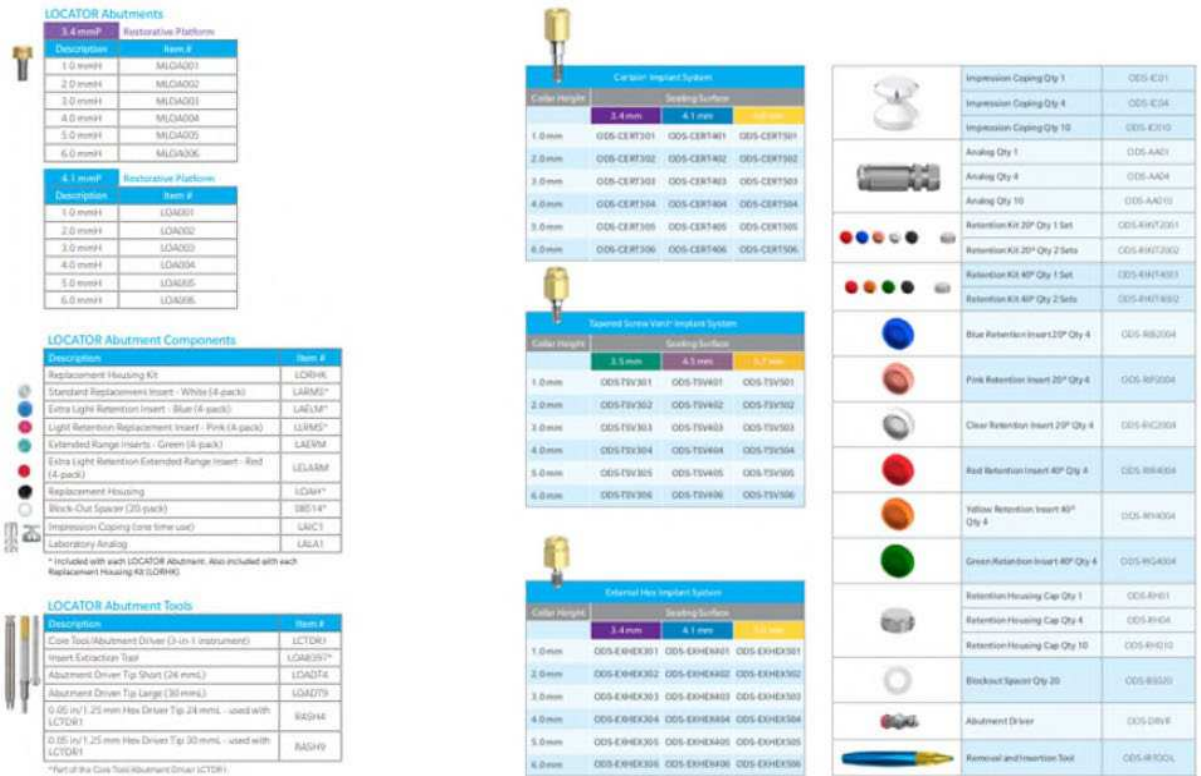 LOCATOR Abutments
3.4 mmP Restorative Platform
Description Item #
1.0 mmH MLOA001
2.0 mmH MLOA002
3.0 mmH MLOA003
4.0 mmH MLOA004
5.0 mmH MLOA005
6.0 mmH MLOA006
4.1 mmP Restorative Platform
Description Item #
1.0 mmH LOA001
2.0 mmH LOA002
3.0 mmH LOA003
4.0 mmH LOA004
5.0 mmH LOA005
6.0 mmH LOA006
LOCATOR Abutment Components
Description Item #
Replacement Housing Kit LORHK
Standard Replacement Insert - White (4-pack) LARMS*
Extra Light Retention Insert - Blue (4-pack) LAELM*
Light Retention Replacement Insert - Pink (4-pack) LLRMS*
Extended Range Inserts - Green (4-pack) LAERM
Extra Light Retention Extended Range Insert - Red
(4-pack) LELARM
Replacement Housing LOAH*
Block-Out Spacer (20-pack)
Impression Coping (one time use) LAIC1
Laboratory Analog LALA1
* Included with each LOCATOR Abutment. Also included with each
Replacement Housing Kit (LORHK)
LOCATOR Abutment Tools
Description Item #
Core Tool/Abutment Driver (3-in-1 instrument) LCTDR1
Insert Extraction Tool LOA8397*
Abutment Driver Tip Short (24 mmL) LOADT4
Abutment Driver Tip Large (30 mmL) LOADT9
0.05 in/1.25 mm Hex Driver Tip 24 mmL - used with
LCTDR1 RASH4
0.05 in/1.25 mm Hex Driver Tip 30 mmL - used with
LCTDR1 RASH9
*Part of the Core Tool/Abutment Driver LCTDR1
Certain® Implant System
Collar Height Seating Surface
3.4 mm 4.1 mm
1.0 mm ODS-CERT301 ODS-CERT401 ODS-CERT501
2.0 mm ODS-CERT302 ODS-CERT402 ODS-CERT502
3.0 mm ODS-CERT303 ODS-CERT403 ODS-CERT503
4.0 mm ODS-CERT304 ODS-CERT404 ODS-CERT504
5.0 mm ODS-CERT305 ODS-CERT405 ODS-CERT505
6.0 mm ODS-CERT306 ODS-CERT406 ODS-CERT506
Tapered Screw-Vent® Implant System
Collar Height Seating Surface
3.5 mm 4.5 mm 5.7 mm
1.0 mm ODS-TSV301 ODS-TSV401 ODS-TSV501
2.0 mm ODS-TSV302 ODS-TSV402 ODS-TSV502
3.0 mm ODS-TSV303 ODS-TSV403 ODS-TSV503
4.0 mm ODS-TSV304 ODS-TSV404 ODS-TSV504
5.0 mm ODS-TSV305 ODS-TSV405 ODS-TSV505
6.0 mm ODS-TSV306 ODS-TSV406 ODS-TSV506
External Hex Implant System
Collar Height Seating Surface
3.4 mm 4.1 mm
1.0 mm ODS-EXHEX301 ODS-EXHEX401 ODS-EXHEX501
2.0 mm ODS-EXHEX302 ODS-EXHEX402 ODS-EXHEX502
3.0 mm ODS-EXHEX303 ODS-EXHEX403 ODS-EXHEX503
4.0 mm ODS-EXHEX304 ODS-EXHEX404 ODS-EXHEX504
5.0 mm ODS-EXHEX305 ODS-EXHEX405 ODS-EXHEX505
6.0 mm ODS-EXHEX306 ODS-EXHEX406 ODS-EXHEX506
Impression Coping Qty 1 ODS-IC01
Impression Coping Qty 4 ODS-IC04
Impression Coping Qty 10 ODS-IC010
Analog Qty 1 ODS-AA01
Analog Qty 4 ODS-AA04
Analog Qty 10 ODS-AA010
Retention Kit 20° Qty 1 Set
Retention Kit 20° Qty 2 Sets
Retention Kit 40° Qty 1 Set
Retention Kit 40° Qty 2 Sets
Blue Retention Insert 20° Qty 4 ODS-RIB2004
Pink Retention Insert 20° Qty 4 ODS-RIP2004
Clear Retention Insert 20° Qty 4 ODS-RIC2004
Red Retention Insert 40° Qty 4 ODS-RIR4004
Yellow Retention Insert 40°
Qty 4 ODS-RIY4004
Green Retention Insert 40° Qty 4 ODS-RIG4004
Retention Housing Cap Qty 1 ODS-RH01
Retention Housing Cap Qty 4 ODS-RH04
Retention Housing Cap Qty 10 ODS-RH010
Blockout Spacer Qty 20 ODS-BS020
Abutment Driver ODS-DRVR
Removal and Insertion Tool ODS-IRTOOL